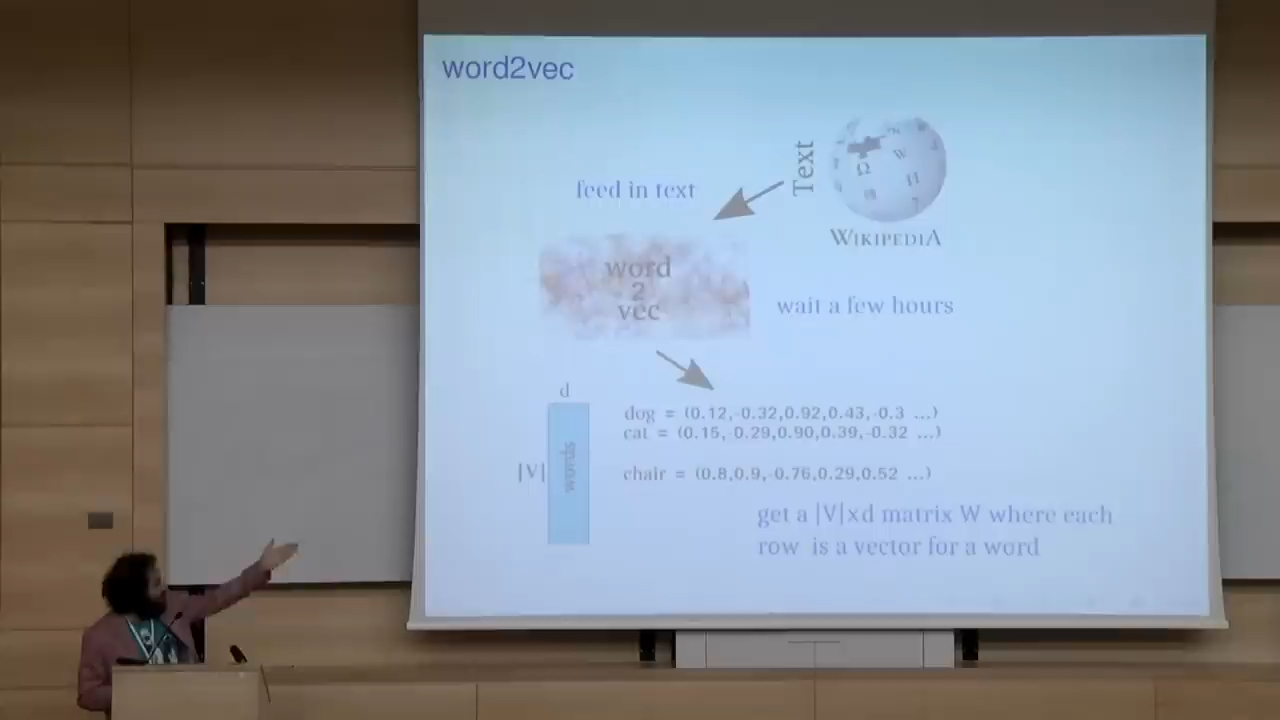 word2vec
Text
feed in text
WIKIPEDIA
word
2
vec
wait a few hours
d
dog = (0.12,-0.32,0.92,0.43,-0.3 ...)
cat = (0.15,-0.29,0.90,0.39,-0.32 ...)
|V|
words
chair = (0.8,0.9,-0.76,0.29,0.52 ...)
get a |V|xd matrix W where each
row is a vector for a word